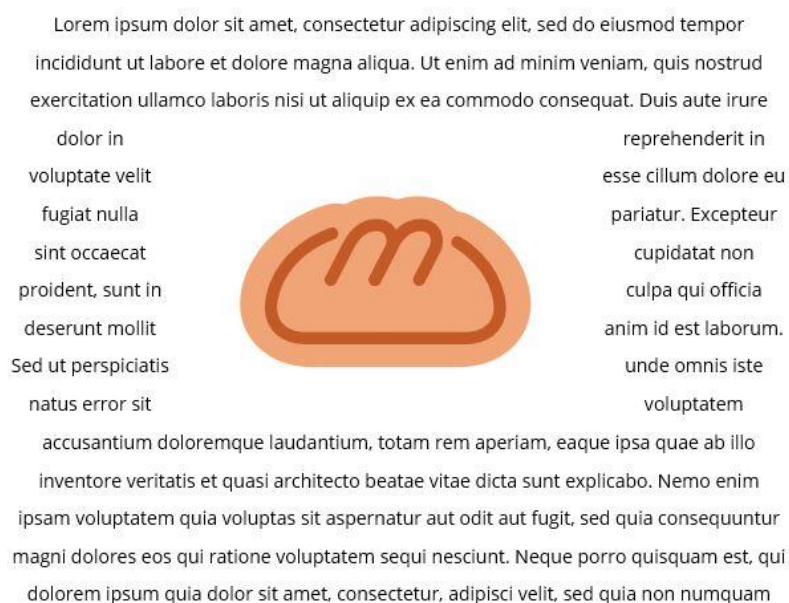 Lorem ipsum dolor sit amet, consectetur adipiscing elit, sed do eiusmod tempor
incididunt ut labore et dolore magna aliqua. Ut enim ad minim veniam, quis nostrud
exercitation ullamco laboris nisi ut aliquip ex ea commodo consequat. Duis aute irure
dolor in reprehenderit in
voluptate velit esse cillum dolore eu
fugiat nulla pariatur. Excepteur
sint occaecat cupidatat non
proident, sunt in culpa qui officia
deserunt mollit anim id est laborum.
Sed ut perspiciatis unde omnis iste
natus error sit voluptatem
accusantium doloremque laudantium, totam rem aperiam, eaque ipsa quae ab illo
inventore veritatis et quasi architecto beatae vitae dicta sunt explicabo. Nemo enim
ipsam voluptatem quia voluptas sit aspernatur aut odit aut fugit, sed quia consequuntur
magni dolores eos qui ratione voluptatem sequi nesciunt. Neque porro quisquam est, qui
dolorem ipsum quia dolor sit amet, consectetur, adipisci velit, sed quia non numquam